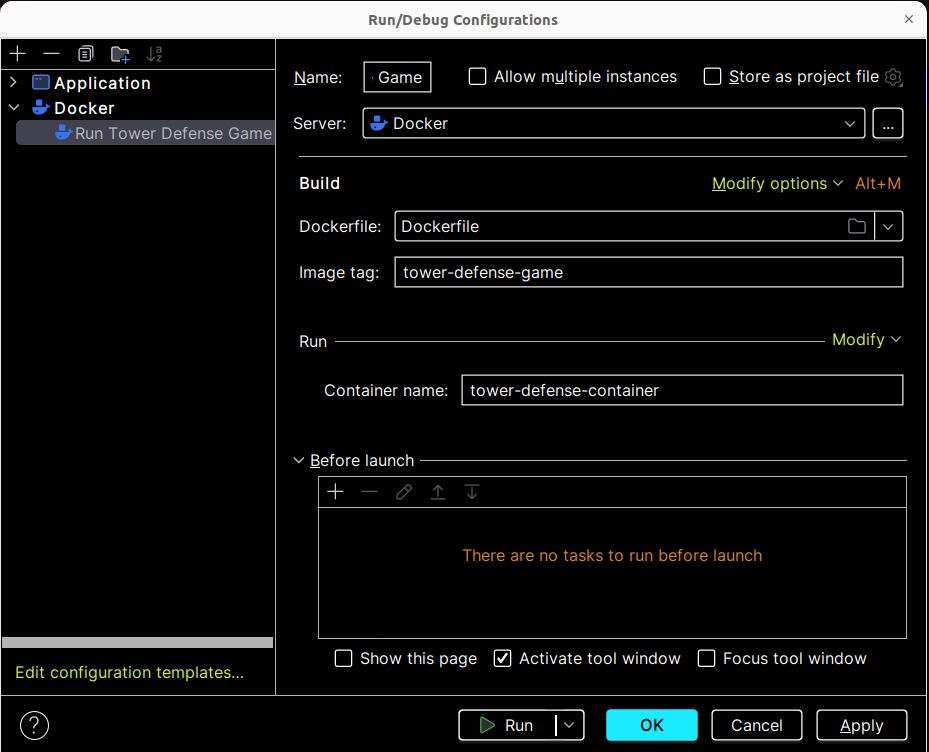 Run/Debug Configurations
Application
Docker
Run Tower Defense Game
Edit configuration templates...
Name: Game Allow multiple instances Store as project file
Server: Docker ...
Build Modify options Alt+M
Dockerfile: Dockerfile
Image tag: tower-defense-game
Run Modify
Container name: tower-defense-container
Before launch
There are no tasks to run before launch
Show this page Activate tool window Focus tool window
? Run OK Cancel Apply